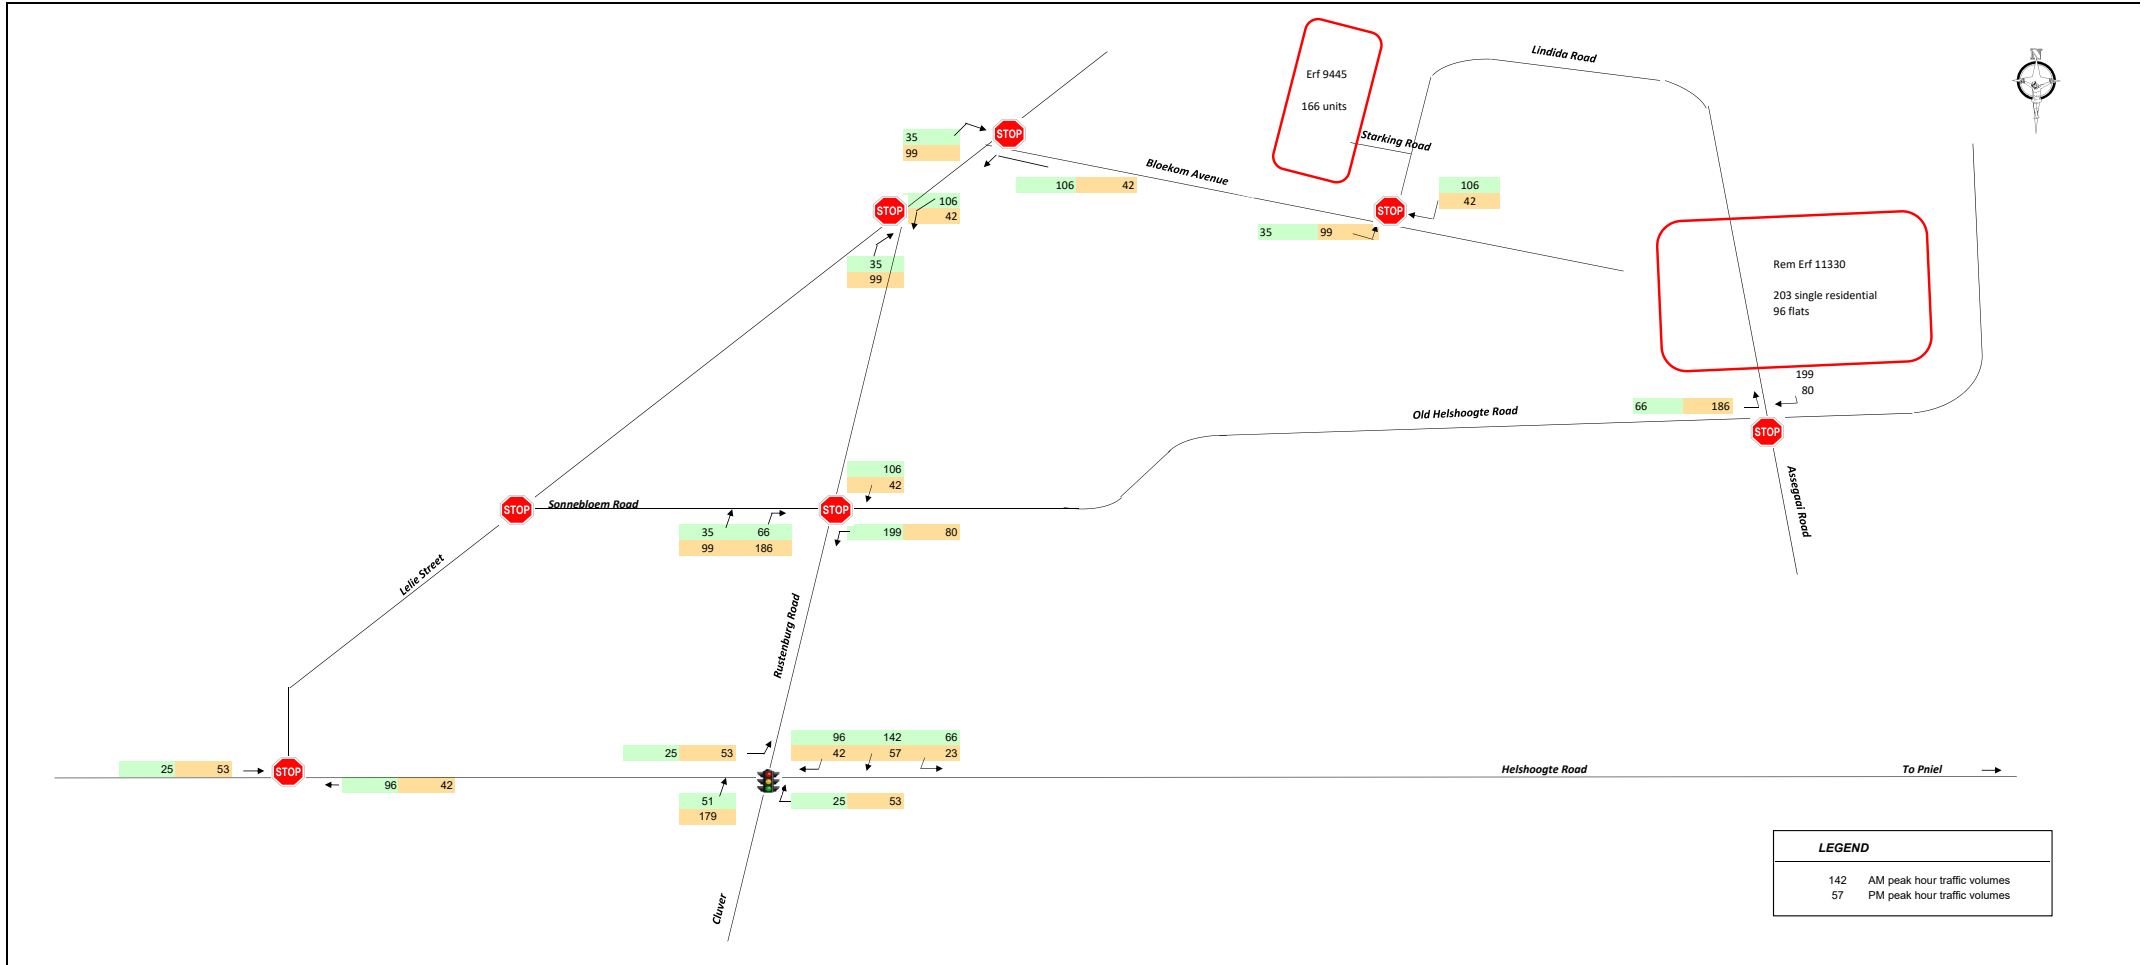 N
Erf 9445
166 units
Lindida Road
Starking Road
Bloekom Avenue
STOP
35
99
106 42
STOP
106
42
35
99
STOP
106
42
35 99
Rem Erf 11330
203 single residential
96 flats
199
80
66 186
STOP
Old Helshoogte Road
Assegaai Road
106
42
STOP
Sonnebloem Road
STOP
35 66
99 186
199 80
Lelie Street
Rustenburg Road
96 142 66
42 57 23
25 53
25 53
STOP
96 42
Helshoogte Road
To Pniel
51
179
25 53
Cluver
LEGEND
142 AM peak hour traffic volumes
57 PM peak hour traffic volumes